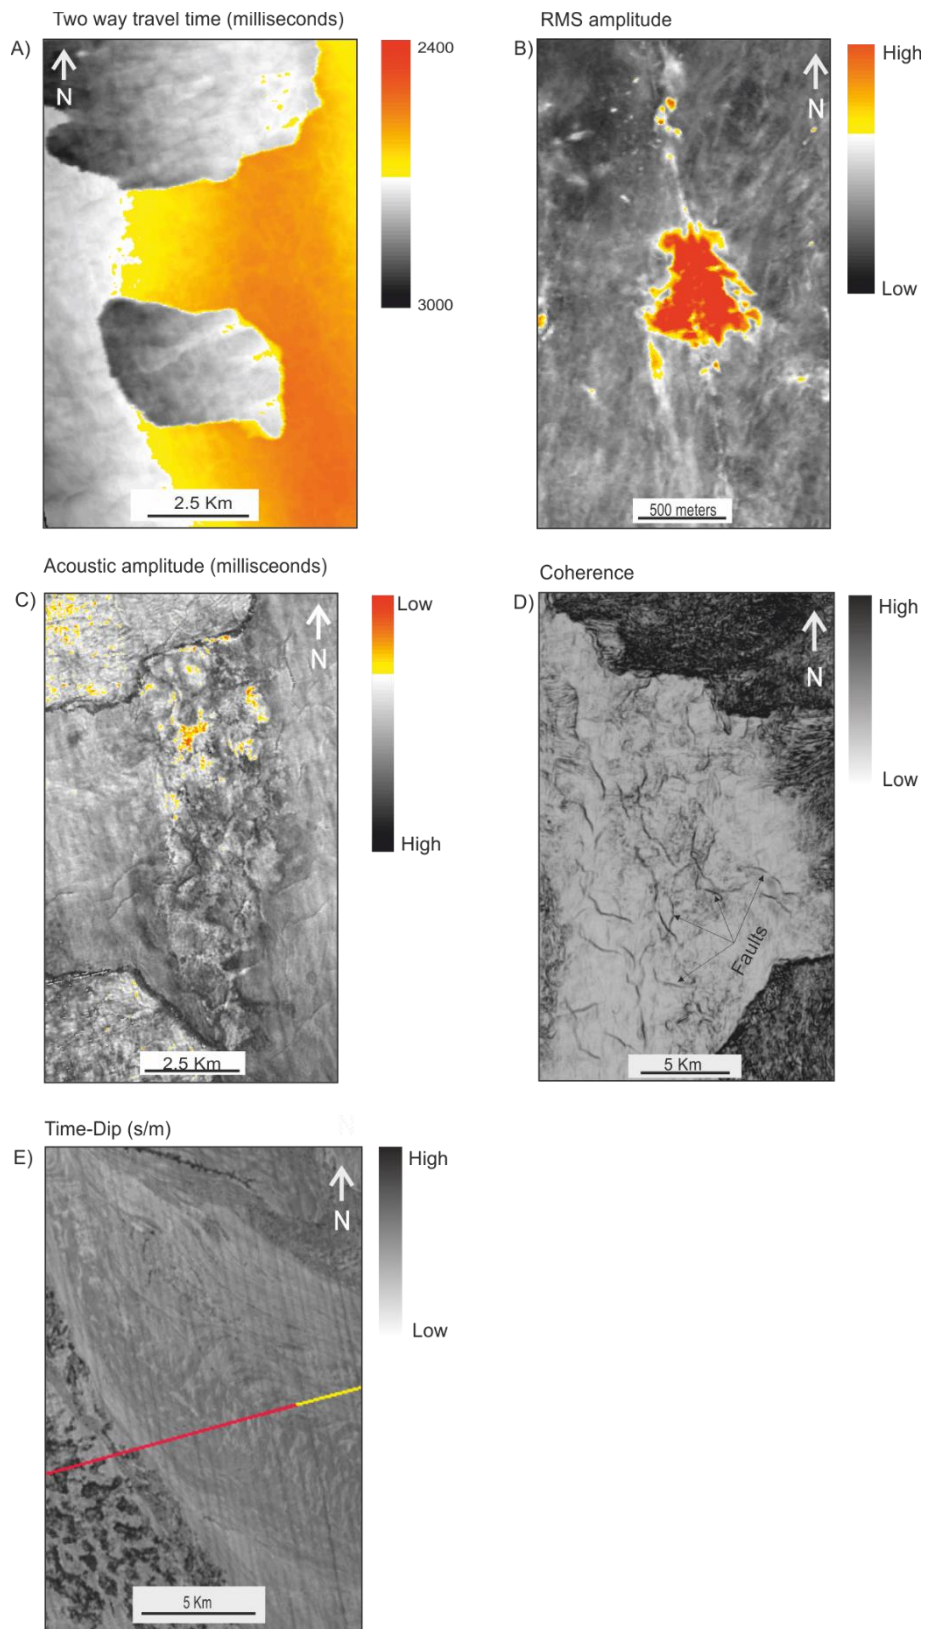 Two way travel time (milliseconds)
A)
N
2400
3000
2.5 Km
RMS amplitude
B)
N
High
Low
500 meters
Acoustic amplitude (millisceonds)
C)
N
Low
High
2.5 Km
Coherence
D)
N
High
Low
Faults
5 Km
Time-Dip (s/m)
N
E)
N
High
Low
5 Km